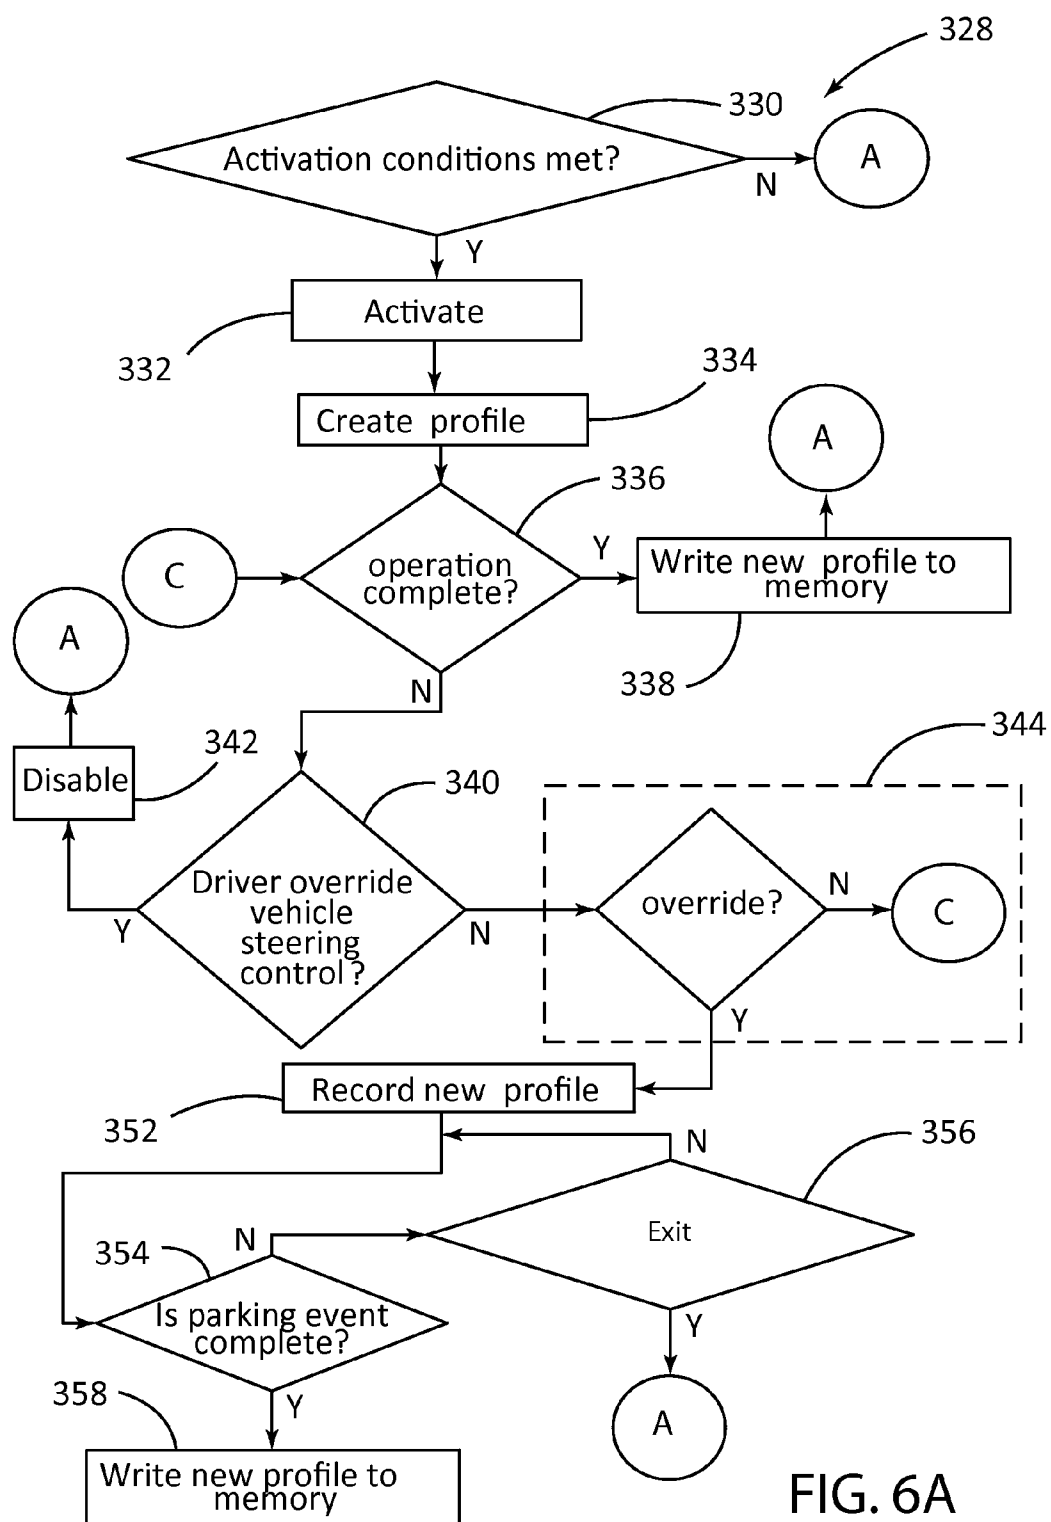 328
330
Activation conditions met?
A
N
Y
Activate
332
334
Create profile
A
336
Y
Write new profile to
memory
C
operation
complete?
A
338
N
344
342
Disable
340
Driver override
vehicle
steering
control?
Y
N
override?
N
C
Y
Record new profile
352
N
356
Exit
354
N
Is parking event
complete?
Y
358
Y
A
Write new profile to
memory
FIG. 6A